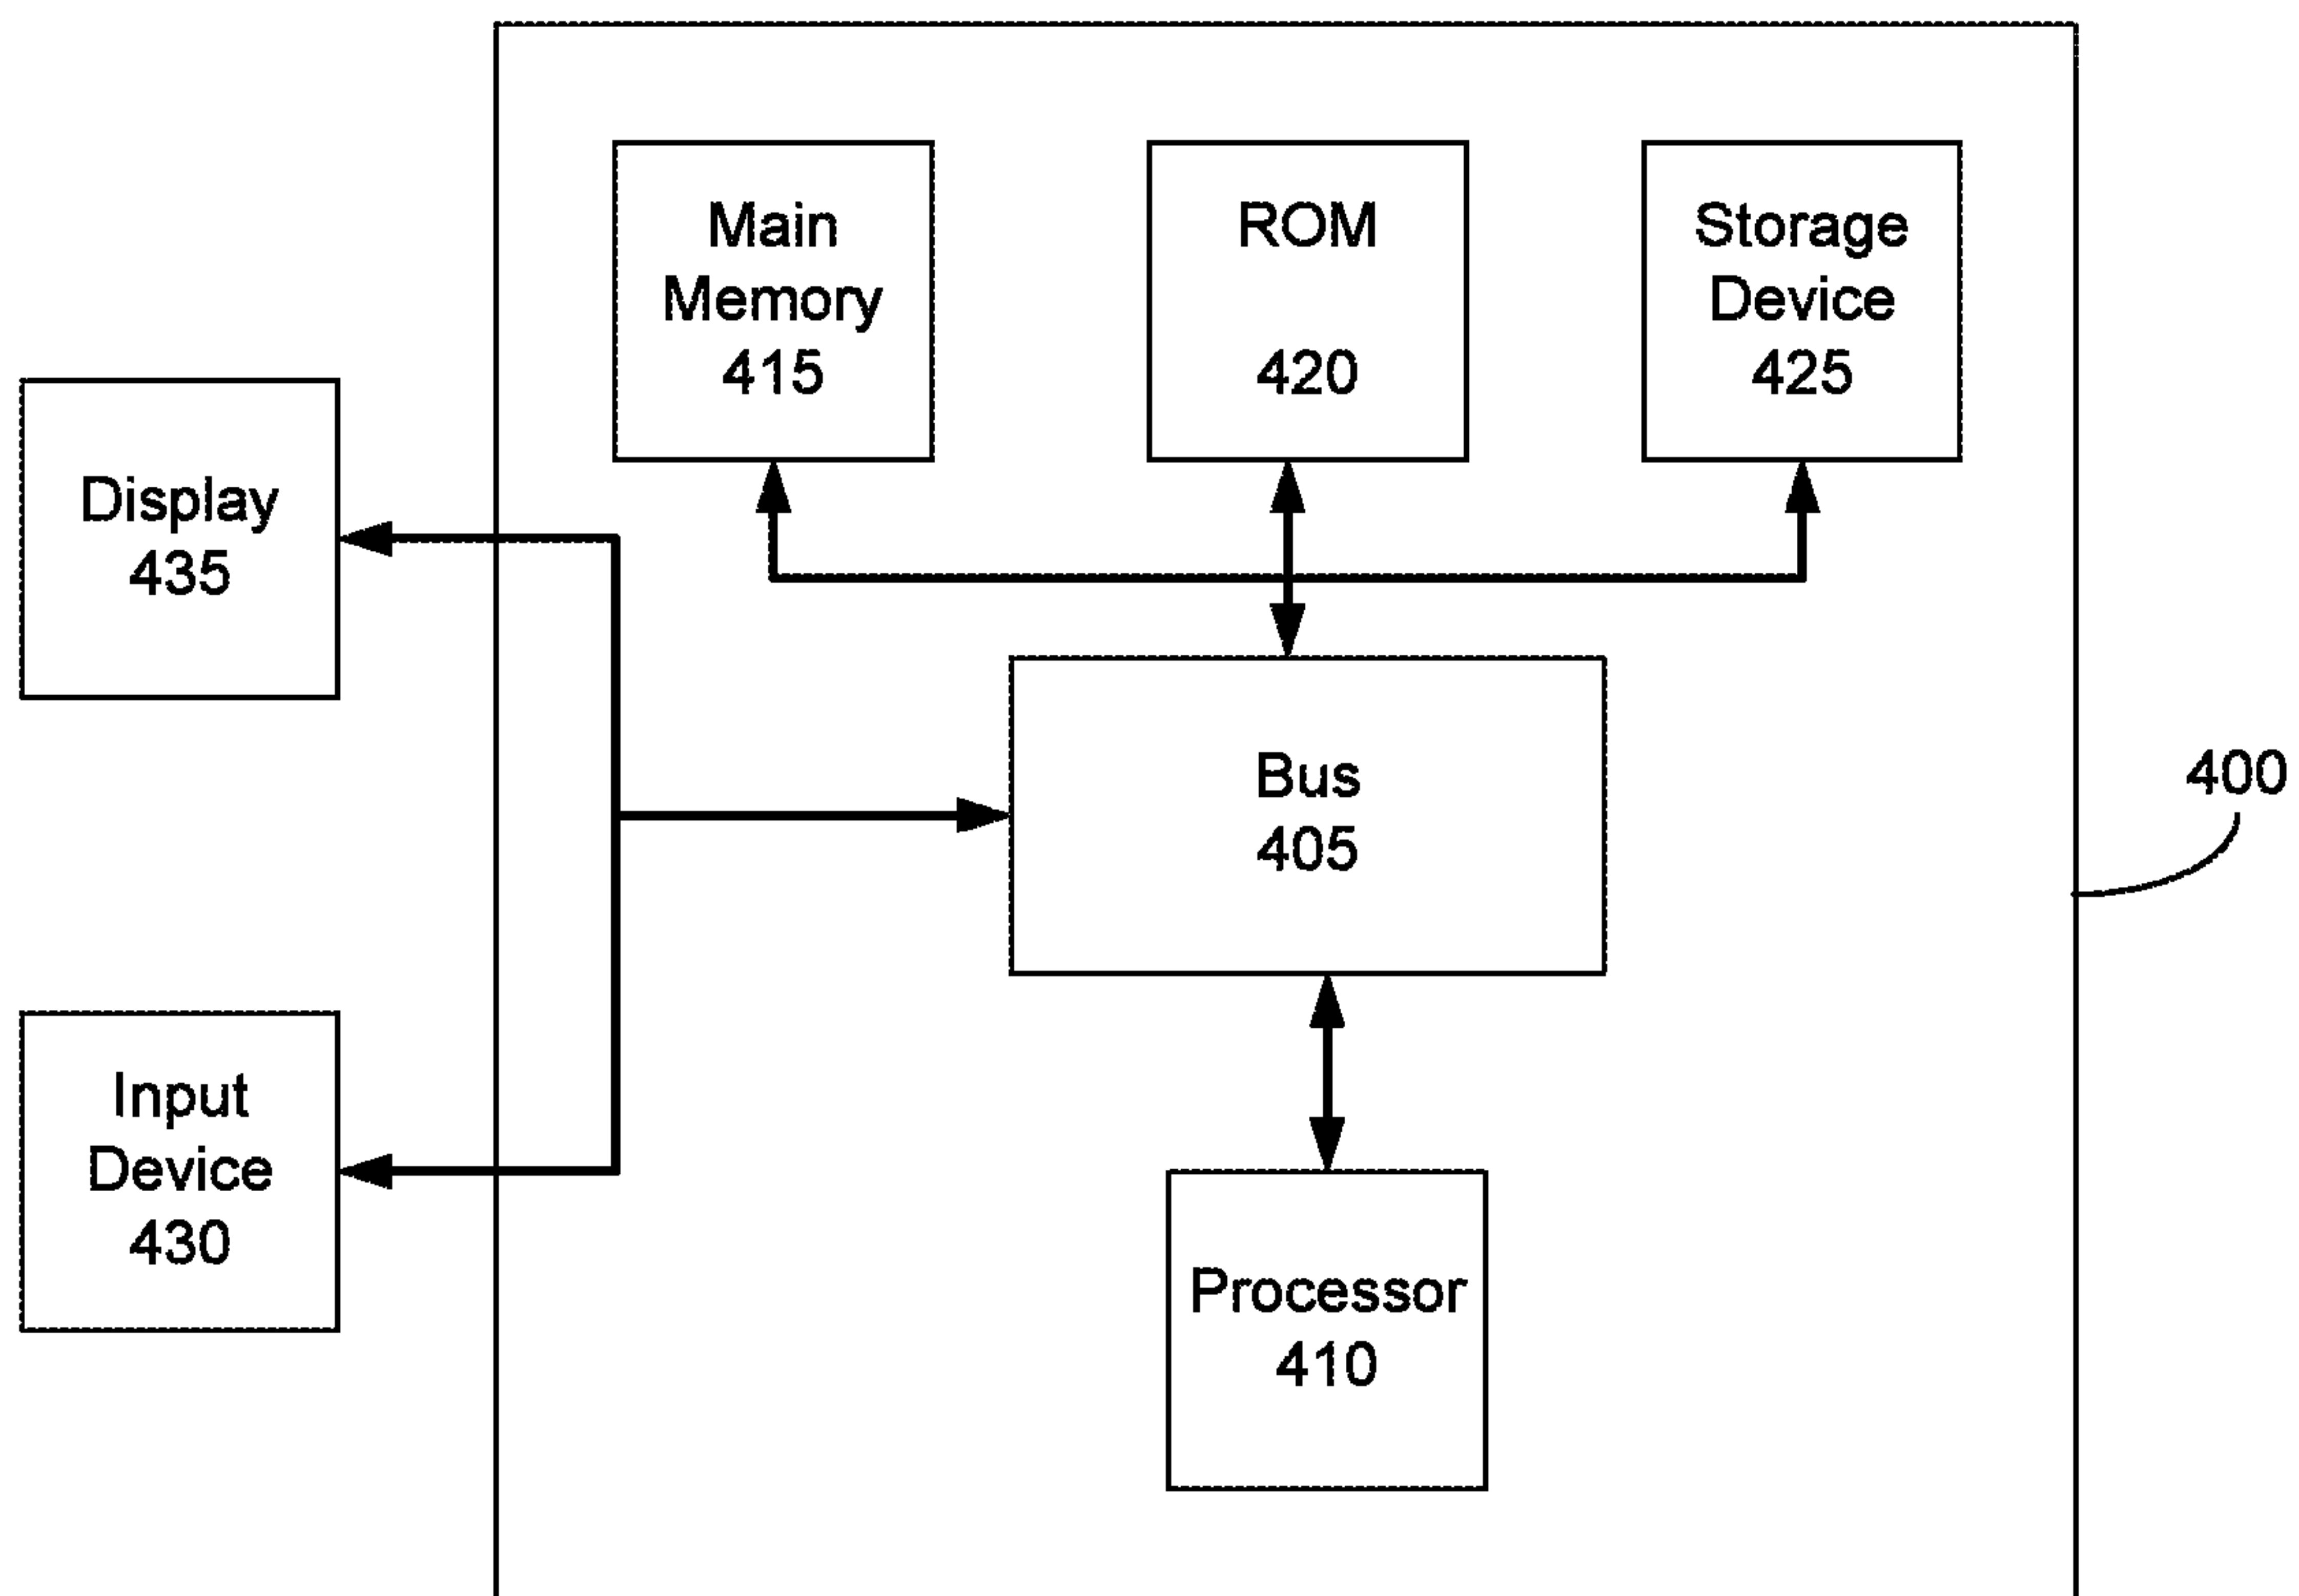 Main
Memory
415
ROM
420
Storage
Device
425
Display
435
Bus
405
400
Input
Device
430
Processor
410